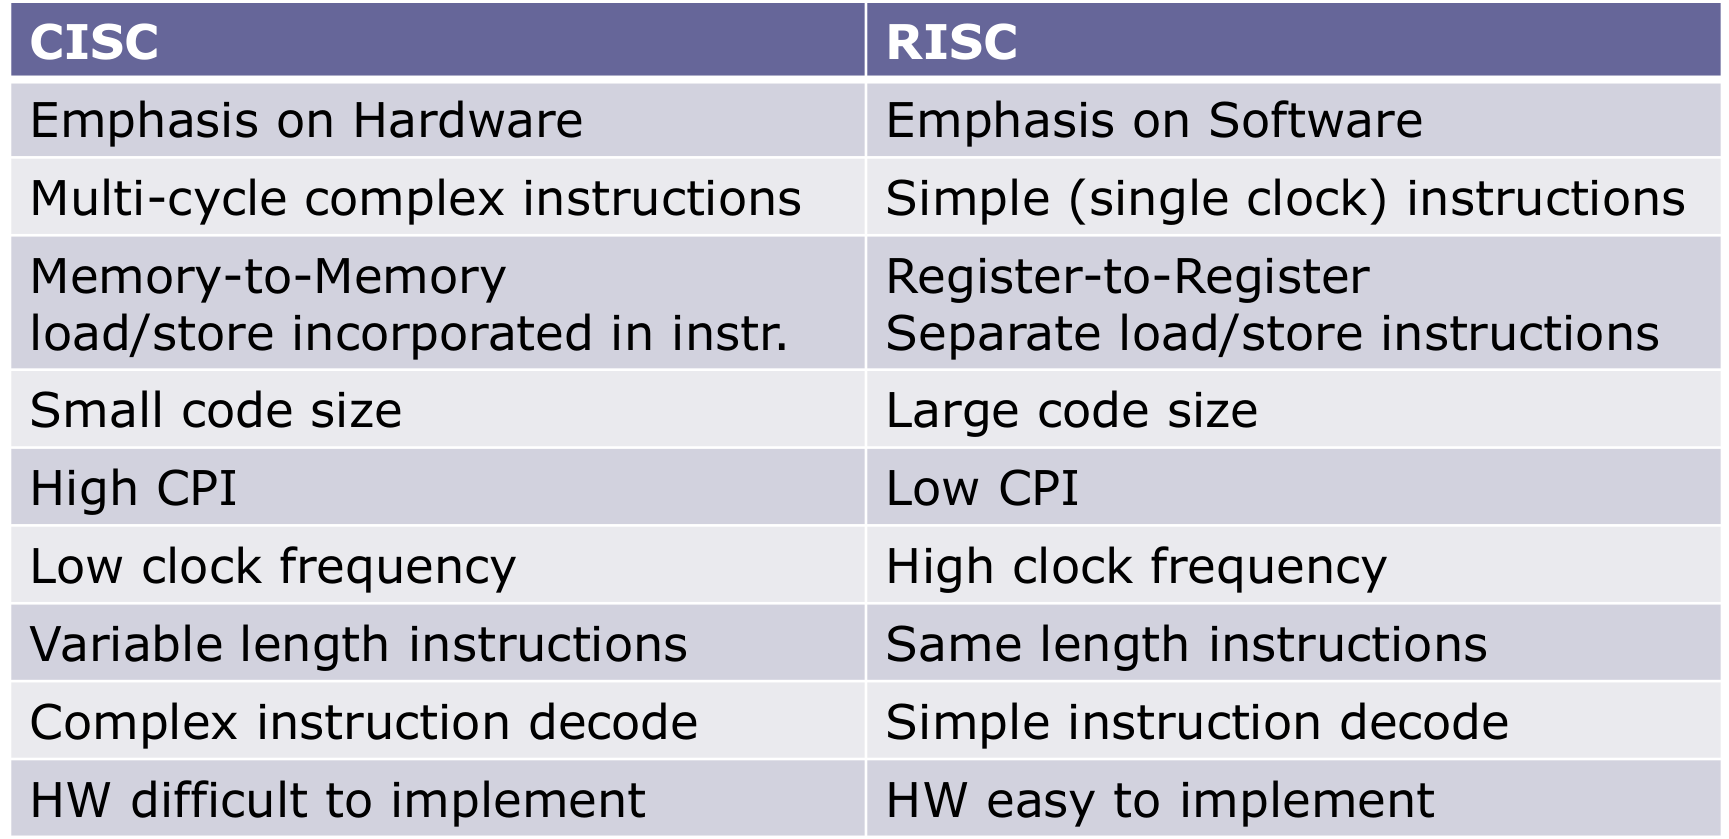 CISC
RISC
Emphasis on Hardware
Emphasis on Software
Multi-cycle complex instructions
Simple (single clock) instructions
Memory-to-Memory
load/store incorporated in instr.
Register-to-Register
Separate load/store instructions
Small code size
Large code size
High CPI
Low CPI
Low clock frequency
High clock frequency
Variable length instructions
Same length instructions
Complex instruction decode
Simple instruction decode
HW difficult to implement
HW easy to implement